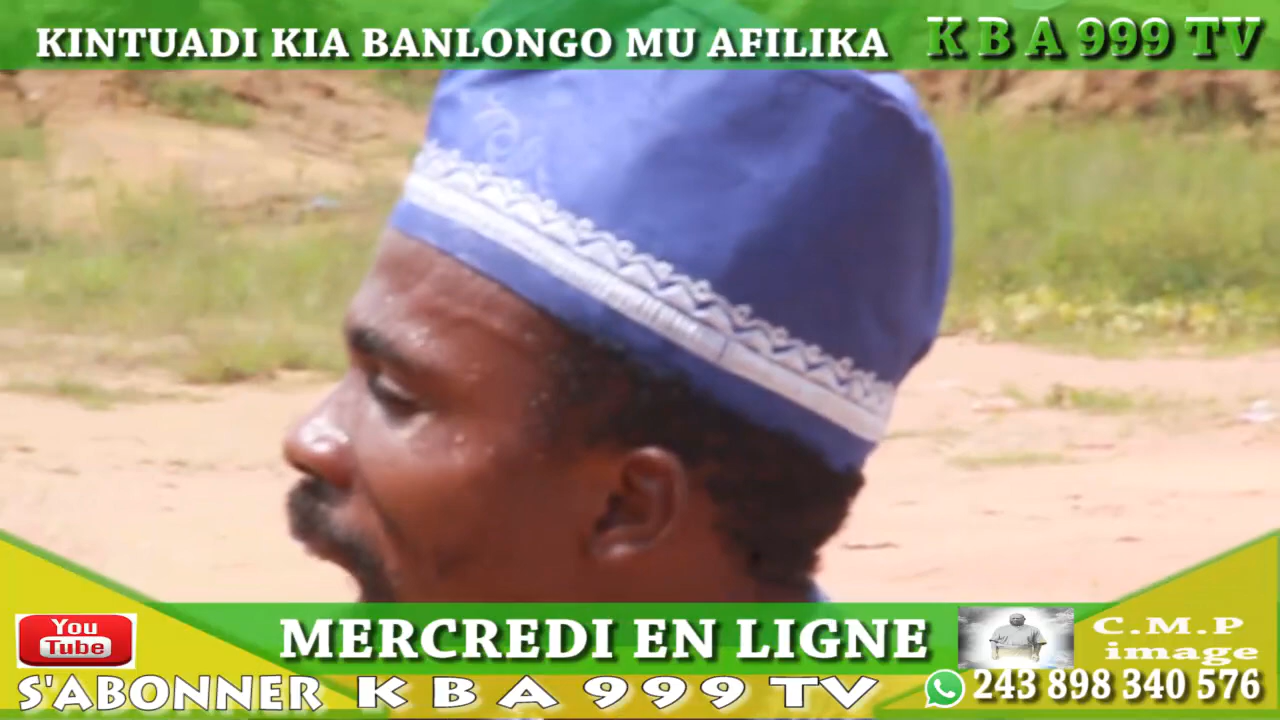 KINTUADI KIA BANLONGO MU AFILIKA
K B A 999 TV
You
Tube
MERCREDI EN LIGNE
C.M.P
image
S'ABONNER K B A 999 TV
243 898 340 576